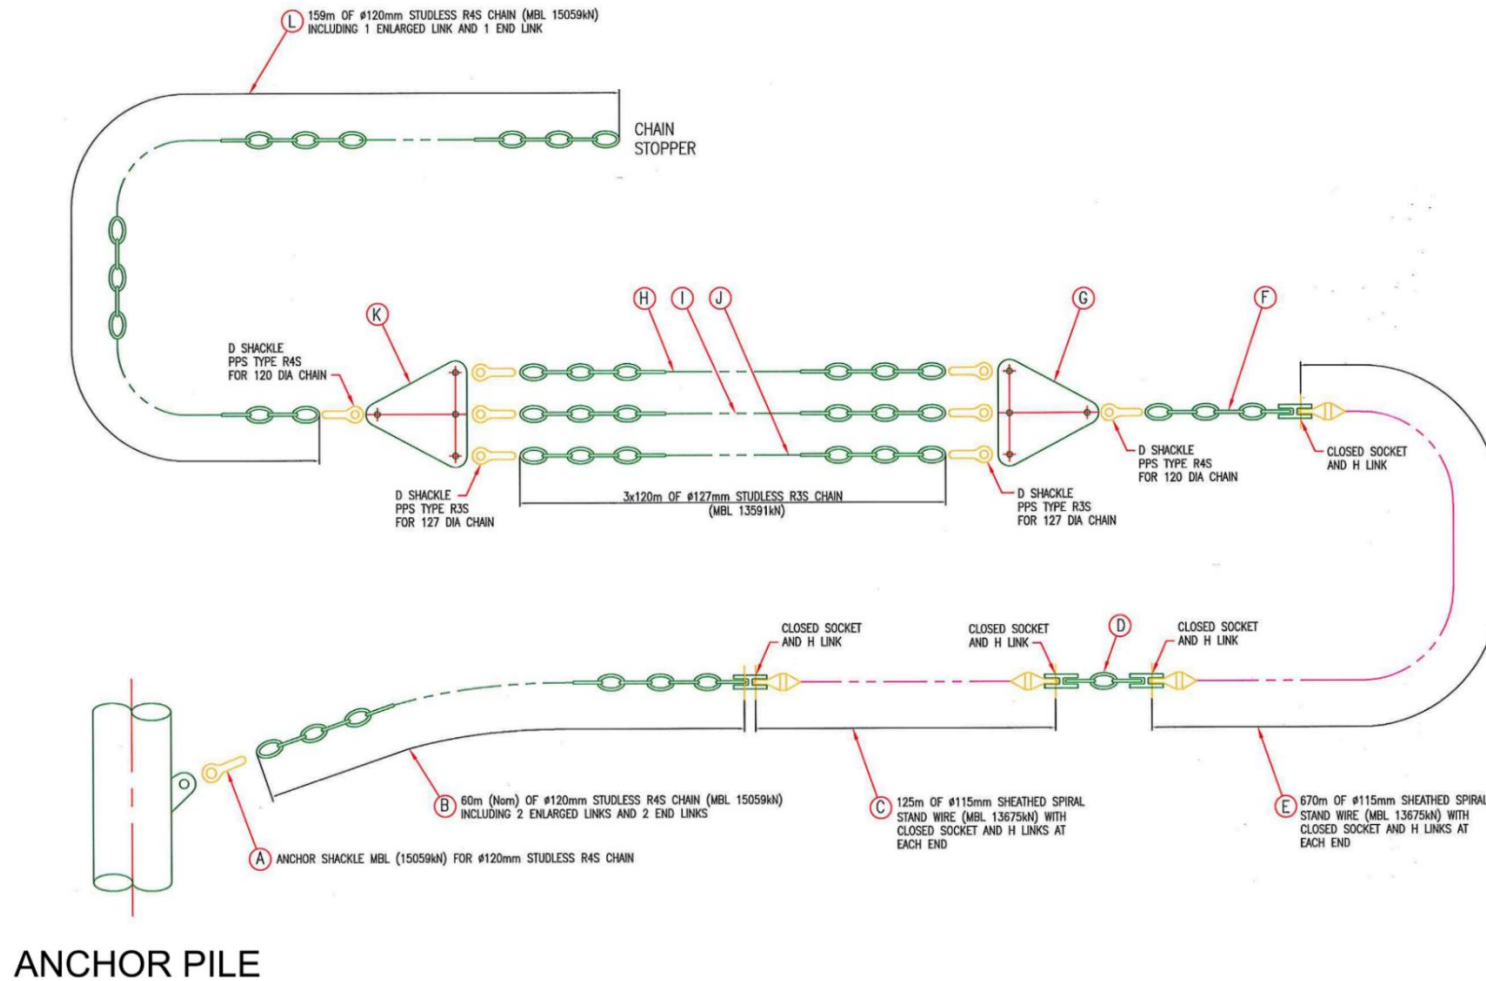 L
159m OF ø120mm STUDLESS R4S CHAIN (MBL 15059kN)
INCLUDING 1 ENLARGED LINK AND 1 END LINK
CHAIN
STOPPER
K
H
I
J
G
F
D SHACKLE
PPS TYPE R4S
FOR 120 DIA CHAIN
D SHACKLE
PPS TYPE R3S
FOR 127 DIA CHAIN
3x120m OF ø127mm STUDLESS R3S CHAIN
(MBL 13591kN)
D SHACKLE
PPS TYPE R3S
FOR 127 DIA CHAIN
D SHACKLE
PPS TYPE R4S
FOR 120 DIA CHAIN
CLOSED SOCKET
AND H LINK
CLOSED SOCKET
AND H LINK
CLOSED SOCKET
AND H LINK
D
CLOSED SOCKET
AND H LINK
B
60m (Nom) OF ø120mm STUDLESS R4S CHAIN (MBL 15059kN)
INCLUDING 2 ENLARGED LINKS AND 2 END LINKS
C
125m OF ø115mm SHEATHED SPIRAL
STAND WIRE (MBL 13675kN) WITH
CLOSED SOCKET AND H LINKS AT
EACH END
E
670m OF ø115mm SHEATHED SPIRAL
STAND WIRE (MBL 13675kN) WITH
CLOSED SOCKET AND H LINKS AT
EACH END
A
ANCHOR SHACKLE MBL (15059kN) FOR ø120mm STUDLESS R4S CHAIN
ANCHOR PILE